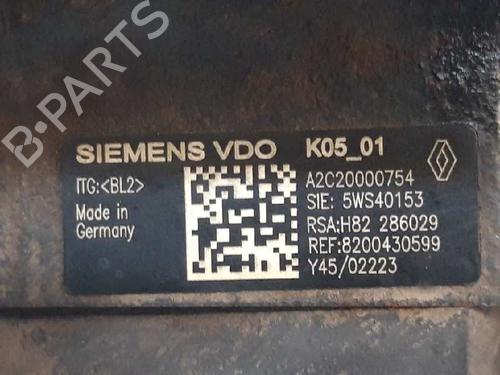 SIEMENS VDO K05_01
ITG:<BL2>
Made in
Germany
A2C20000754
SIE: 5WS40153
RSA:H82 286029
REF:8200430599
Y45/02223
B-PARTS